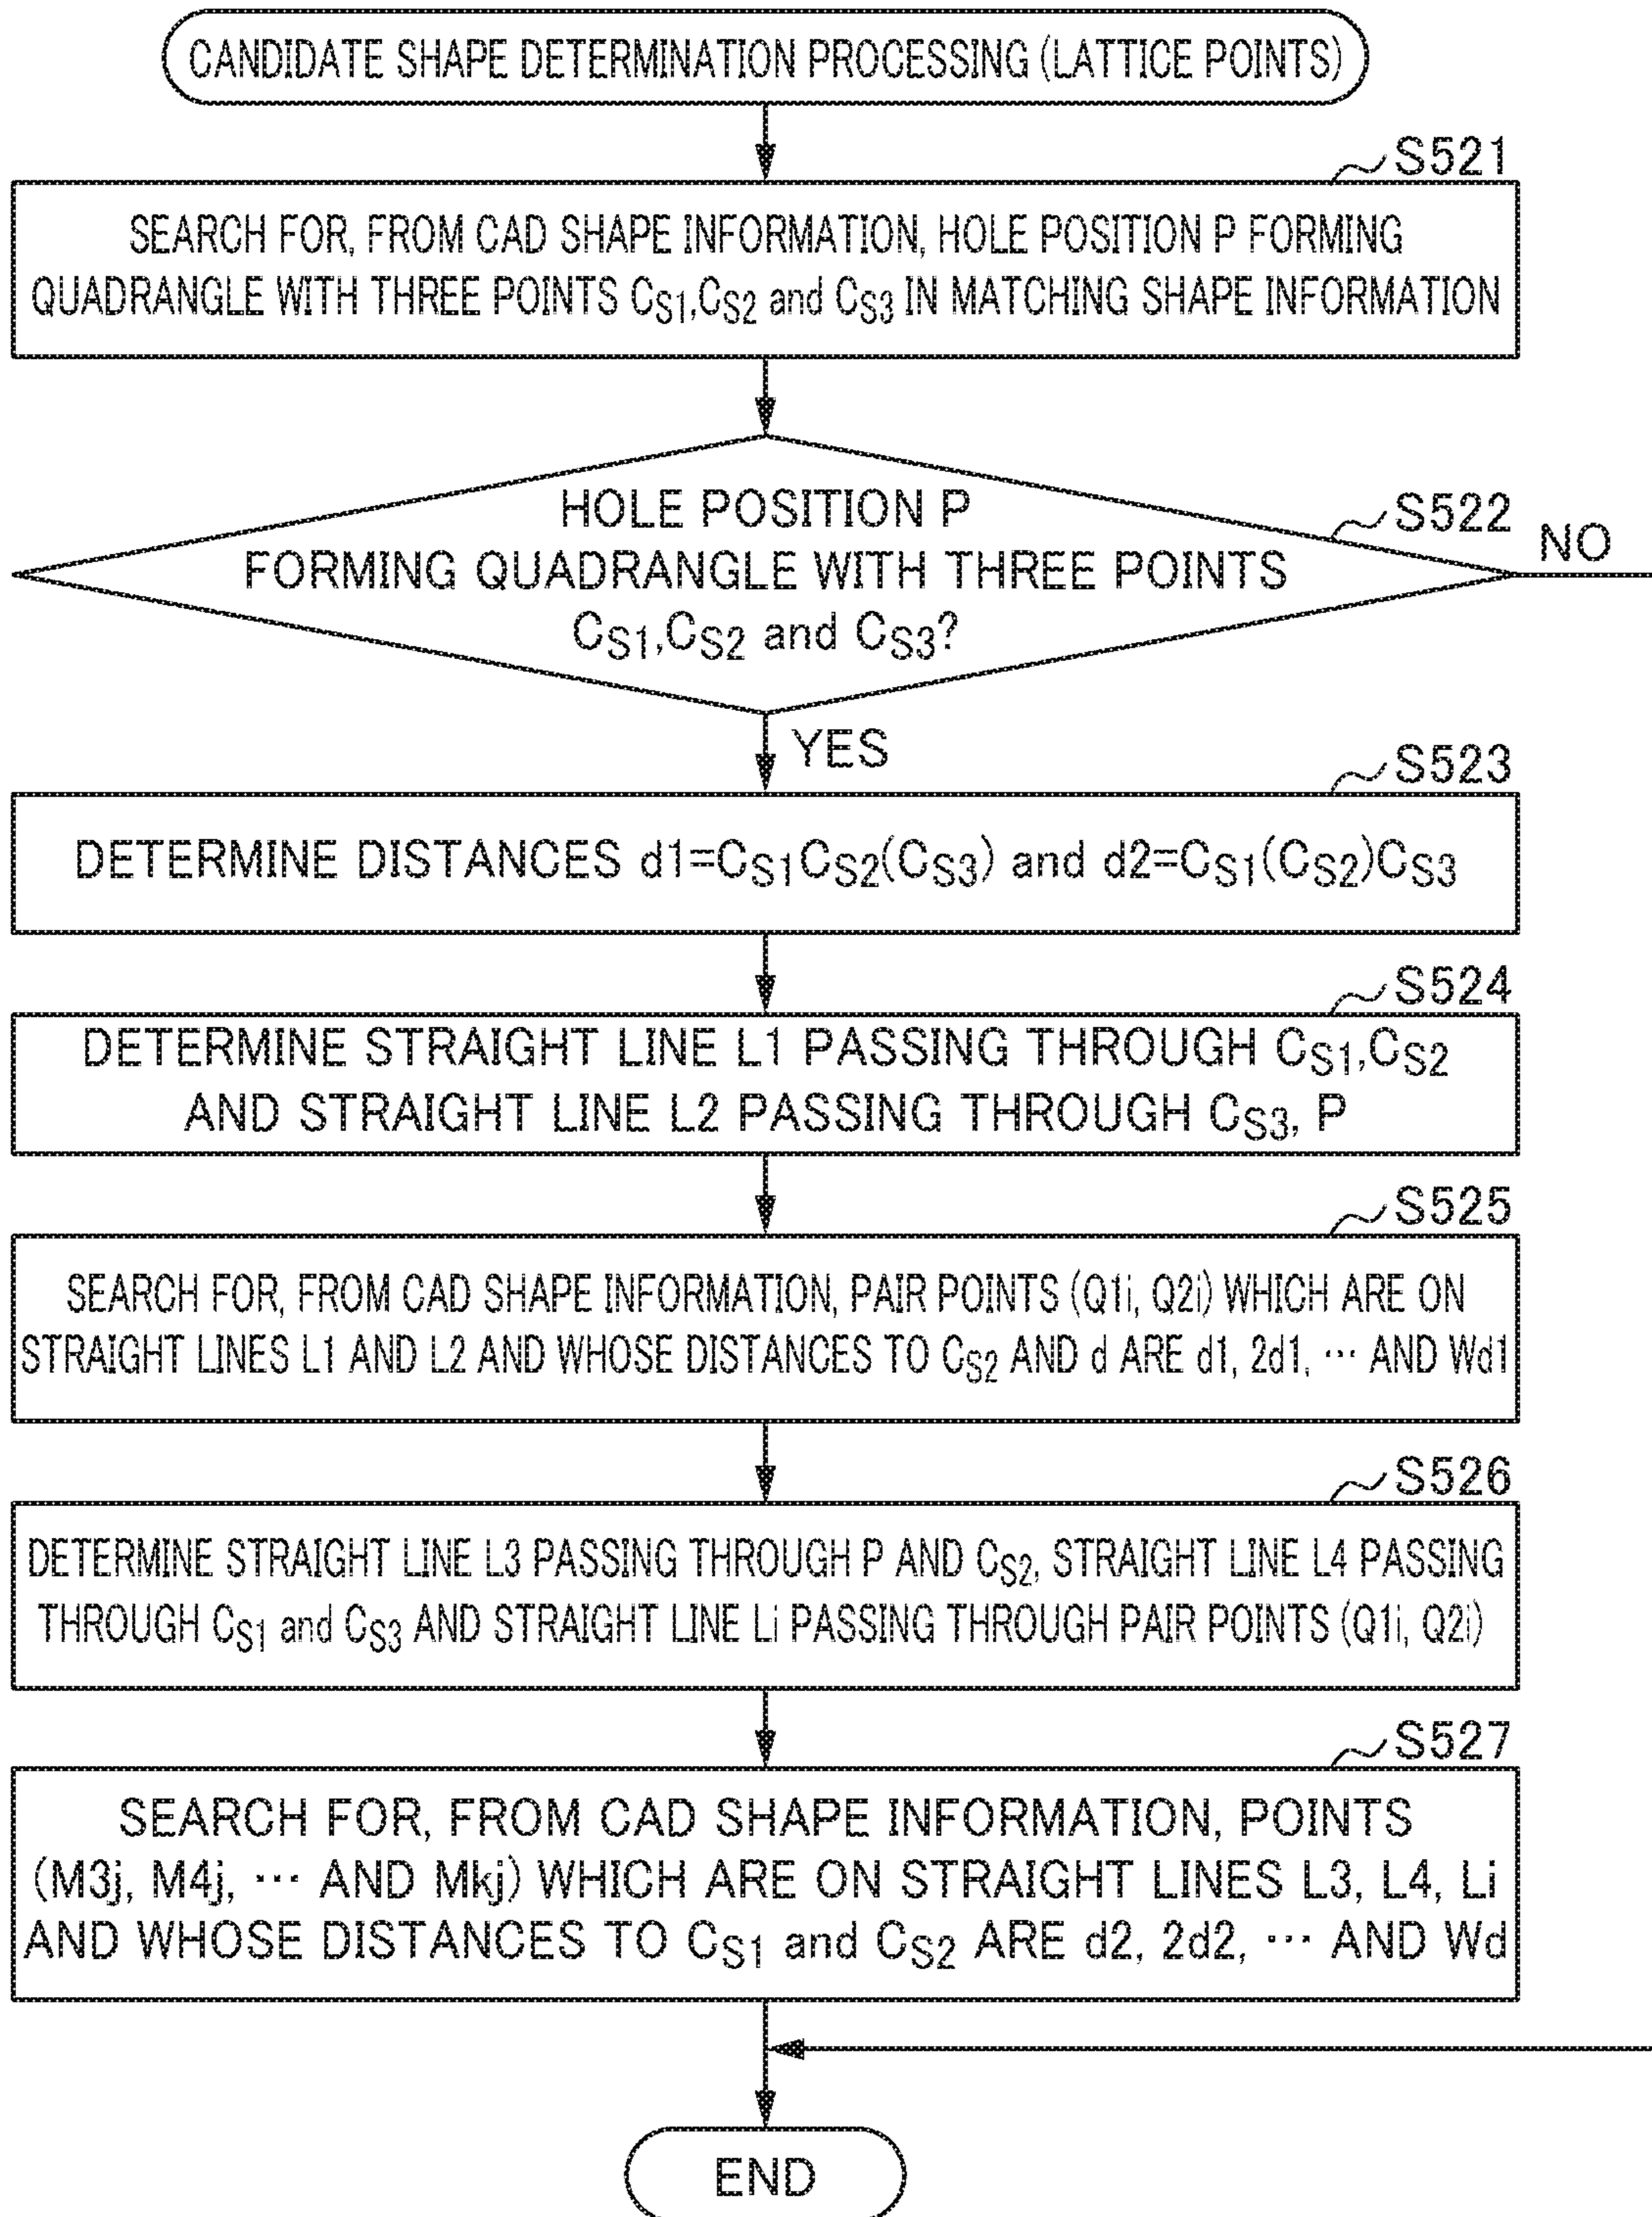 CANDIDATE SHAPE DETERMINATION PROCESSING (LATTICE POINTS)
S521
SEARCH FOR, FROM CAD SHAPE INFORMATION, HOLE POSITION P FORMING
QUADRANGLE WITH THREE POINTS CS1,CS2 and CS3 IN MATCHING SHAPE INFORMATION
HOLE POSITION P
FORMING QUADRANGLE WITH THREE POINTS
CS1,CS2 and CS3?
S522
NO
YES
S523
DETERMINE DISTANCES d1=CS1CS2(CS3) and d2=CS1(CS2)CS3
S524
DETERMINE STRAIGHT LINE L1 PASSING THROUGH CS1,CS2
AND STRAIGHT LINE L2 PASSING THROUGH CS3, P
S525
SEARCH FOR, FROM CAD SHAPE INFORMATION, PAIR POINTS (Q1i, Q2i) WHICH ARE ON
STRAIGHT LINES L1 AND L2 AND WHOSE DISTANCES TO CS2 AND d ARE d1, 2d1, ··· AND Wd1
S526
DETERMINE STRAIGHT LINE L3 PASSING THROUGH P AND CS2, STRAIGHT LINE L4 PASSING
THROUGH CS1 and CS3 AND STRAIGHT LINE Li PASSING THROUGH PAIR POINTS (Q1i, Q2i)
S527
SEARCH FOR, FROM CAD SHAPE INFORMATION, POINTS
(M3j, M4j, ··· AND Mkj) WHICH ARE ON STRAIGHT LINES L3, L4, Li
AND WHOSE DISTANCES TO CS1 and CS2 ARE d2, 2d2, ··· AND Wd
END